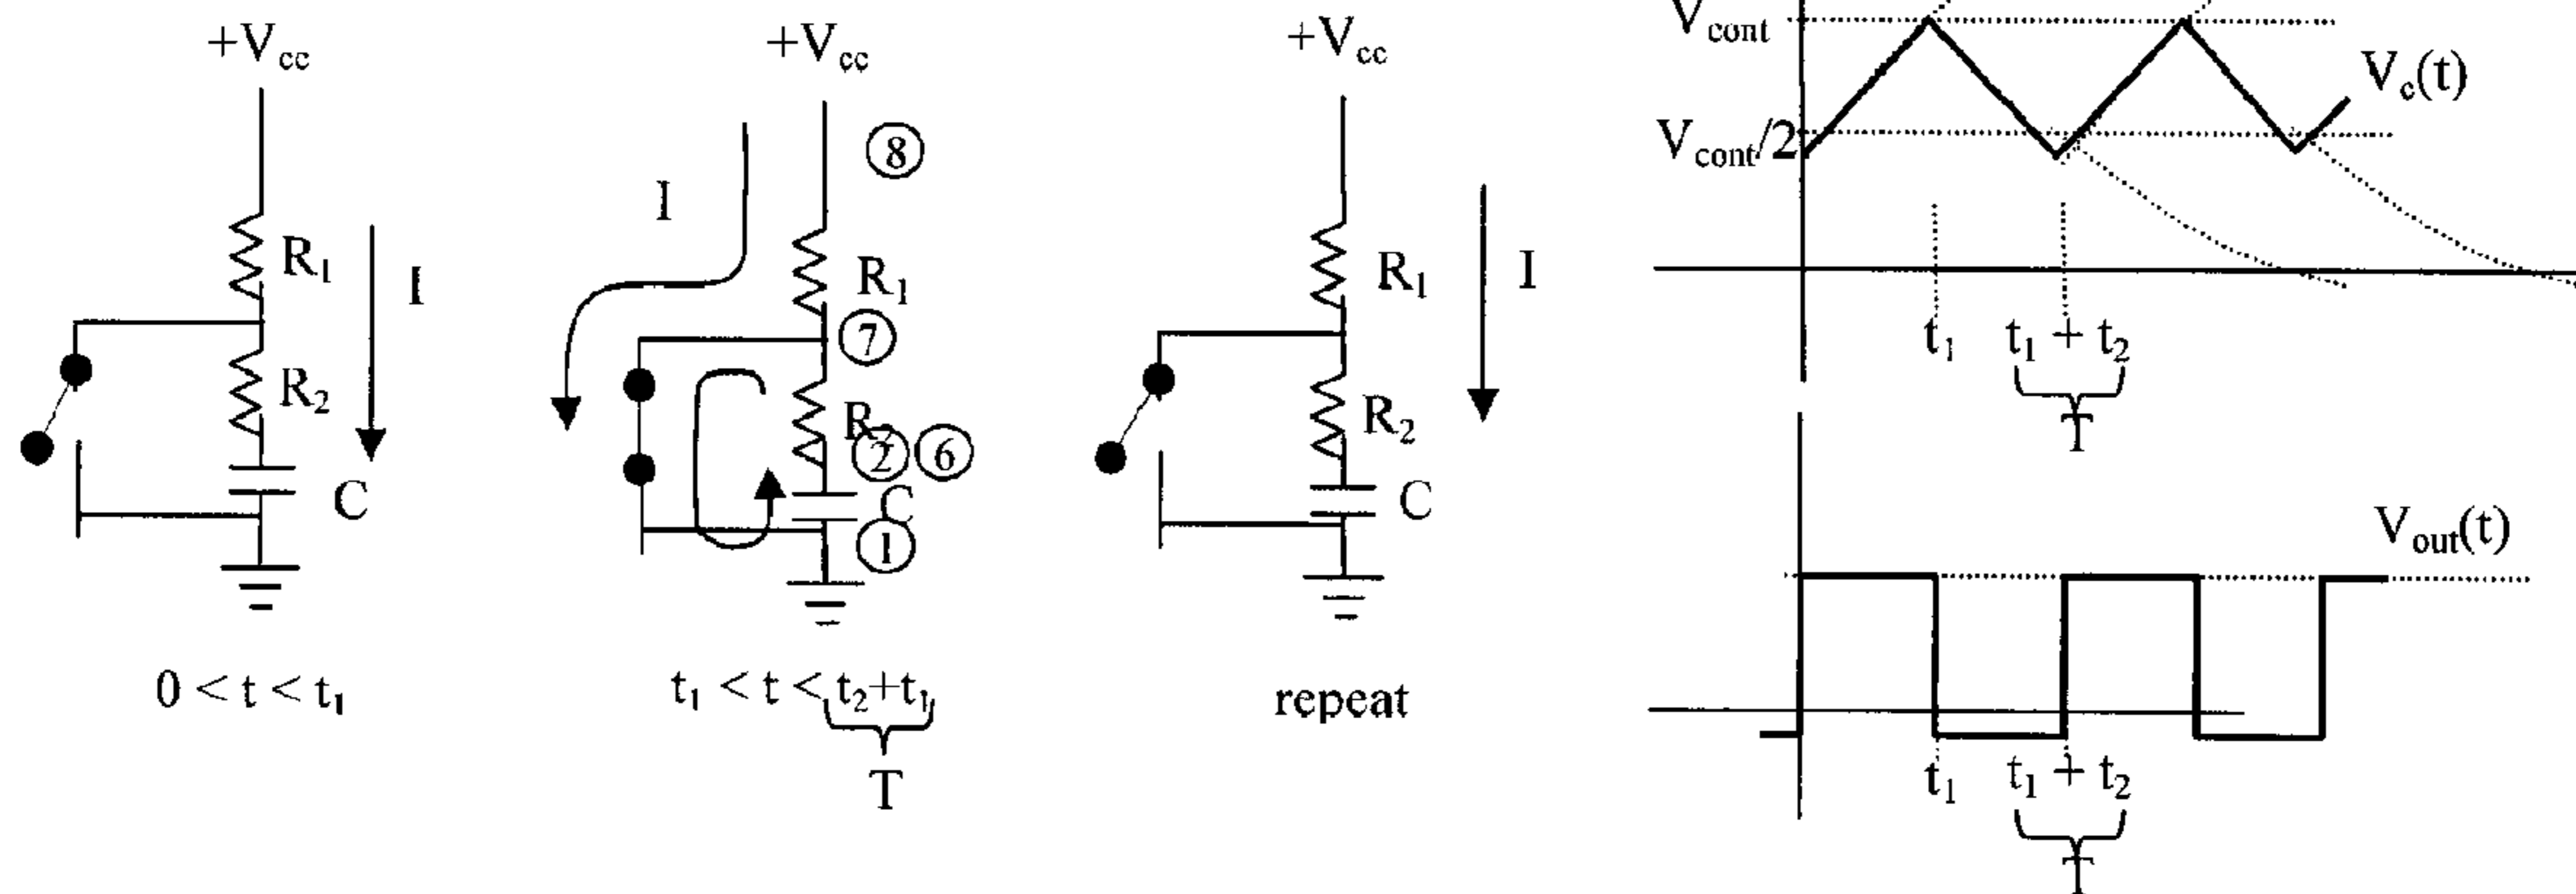 +Vcc
R1
I
R2
C
0 < t < t1
+Vcc
8
I
R1
7
R2
2 6
C
1
t1 < t < t2+t1
T
+Vcc
R1
I
R2
C
repeat
Vcont
Vc(t)
Vcont/2
t1
t1 + t2
T
Vout(t)
t1
t1 + t2
T